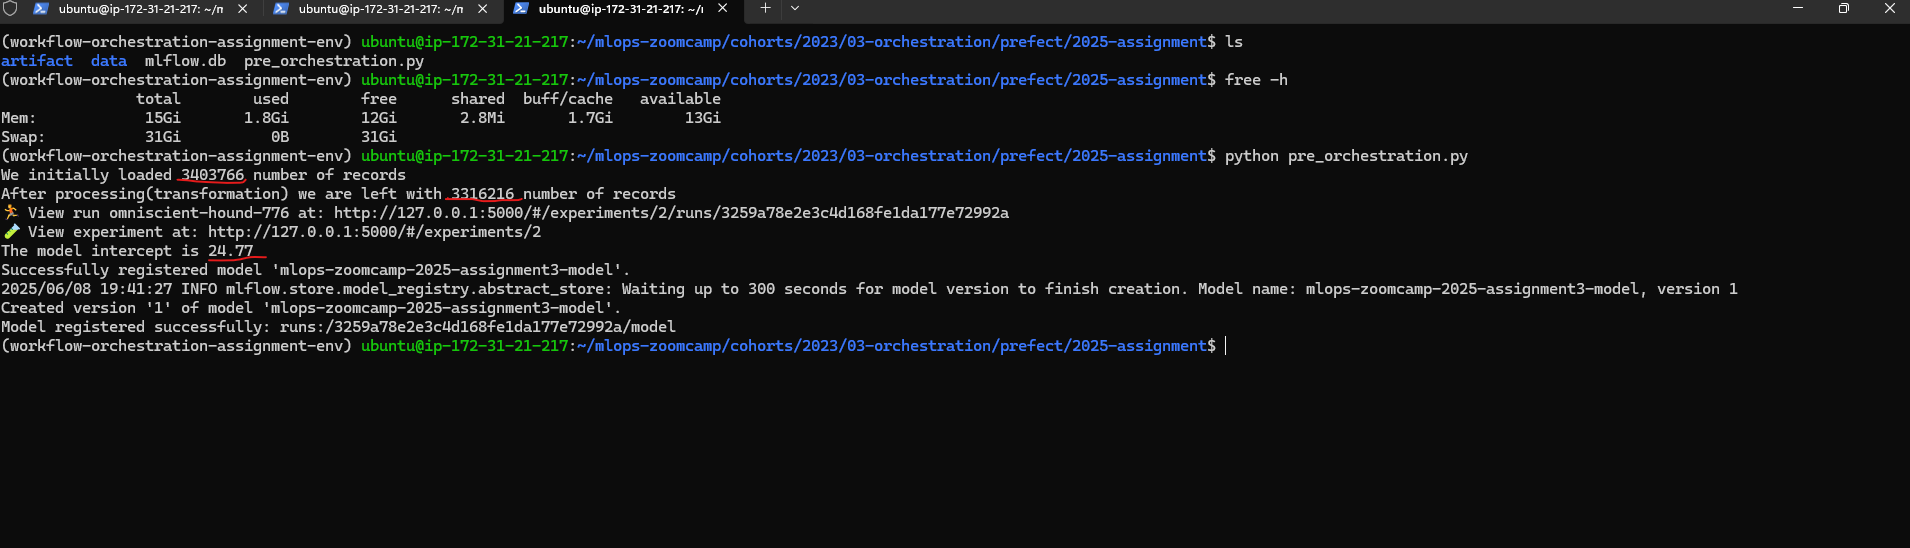 ubuntu@ip-172-31-21-217: ~/m ubuntu@ip-172-31-21-217: ~/m ubuntu@ip-172-31-21-217: ~/
(workflow-orchestration-assignment-env) ubuntu@ip-172-31-21-217:~/mlops-zoomcamp/cohorts/2023/03-orchestration/prefect/2025-assignment$ ls
artifact  data  mlflow.db  pre_orchestration.py
(workflow-orchestration-assignment-env) ubuntu@ip-172-31-21-217:~/mlops-zoomcamp/cohorts/2023/03-orchestration/prefect/2025-assignment$ free -h
total        used        free      shared  buff/cache   available
Mem:            15Gi       1.8Gi        12Gi       2.8Mi       1.7Gi        13Gi
Swap:           31Gi          0B        31Gi
(workflow-orchestration-assignment-env) ubuntu@ip-172-31-21-217:~/mlops-zoomcamp/cohorts/2023/03-orchestration/prefect/2025-assignment$ python pre_orchestration.py
We initially loaded 3403766 number of records
After processing(transformation) we are left with 3316216 number of records
🏃 View run omniscient-hound-776 at: http://127.0.0.1:5000/#/experiments/2/runs/3259a78e2e3c4d168fe1da177e72992a
🧪 View experiment at: http://127.0.0.1:5000/#/experiments/2
The model intercept is 24.77
Successfully registered model 'mlops-zoomcamp-2025-assignment3-model'.
2025/06/08 19:41:27 INFO mlflow.store.model_registry.abstract_store: Waiting up to 300 seconds for model version to finish creation. Model name: mlops-zoomcamp-2025-assignment3-model, version 1
Created version '1' of model 'mlops-zoomcamp-2025-assignment3-model'.
Model registered successfully: runs:/3259a78e2e3c4d168fe1da177e72992a/model
(workflow-orchestration-assignment-env) ubuntu@ip-172-31-21-217:~/mlops-zoomcamp/cohorts/2023/03-orchestration/prefect/2025-assignment$